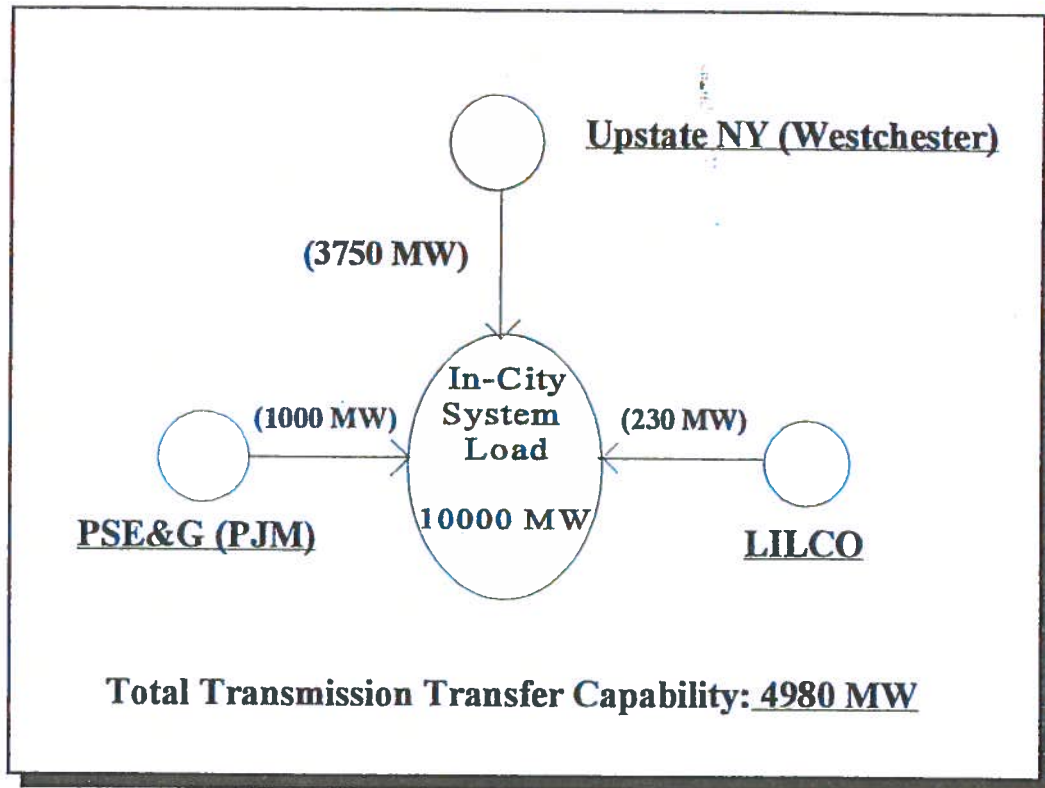 Upstate NY (Westchester)
(3750 MW)
In-City
System
Load
10000 MW
(1000 MW)
(230 MW)
PSE&G (PJM)
LILCO
Total Transmission Transfer Capability: 4980 MW